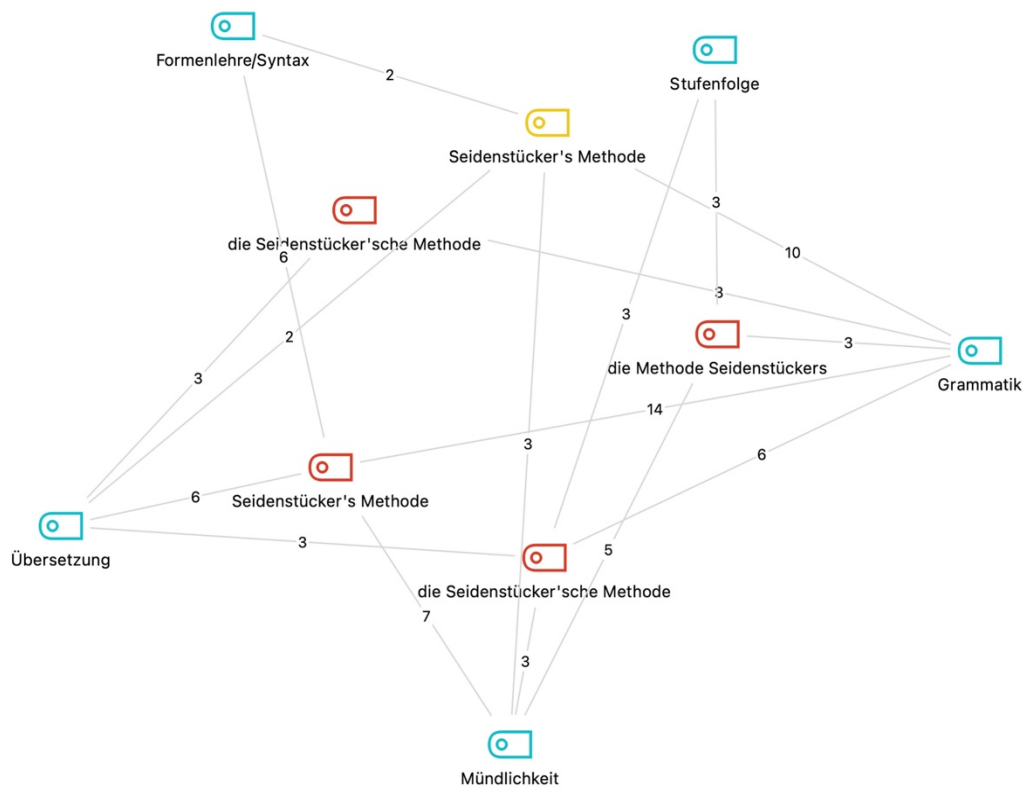 Formenlehre/Syntax
2
Stufenfolge
Seidenstücker's Methode
3
die Seidenstücker'sche Methode
6
10
3
3
2
die Methode Seidenstückers
3
Grammatik
3
14
3
6
Seidenstücker's Methode
6
Übersetzung
3
5
die Seidenstücker'sche Methode
7
3
Mündlichkeit